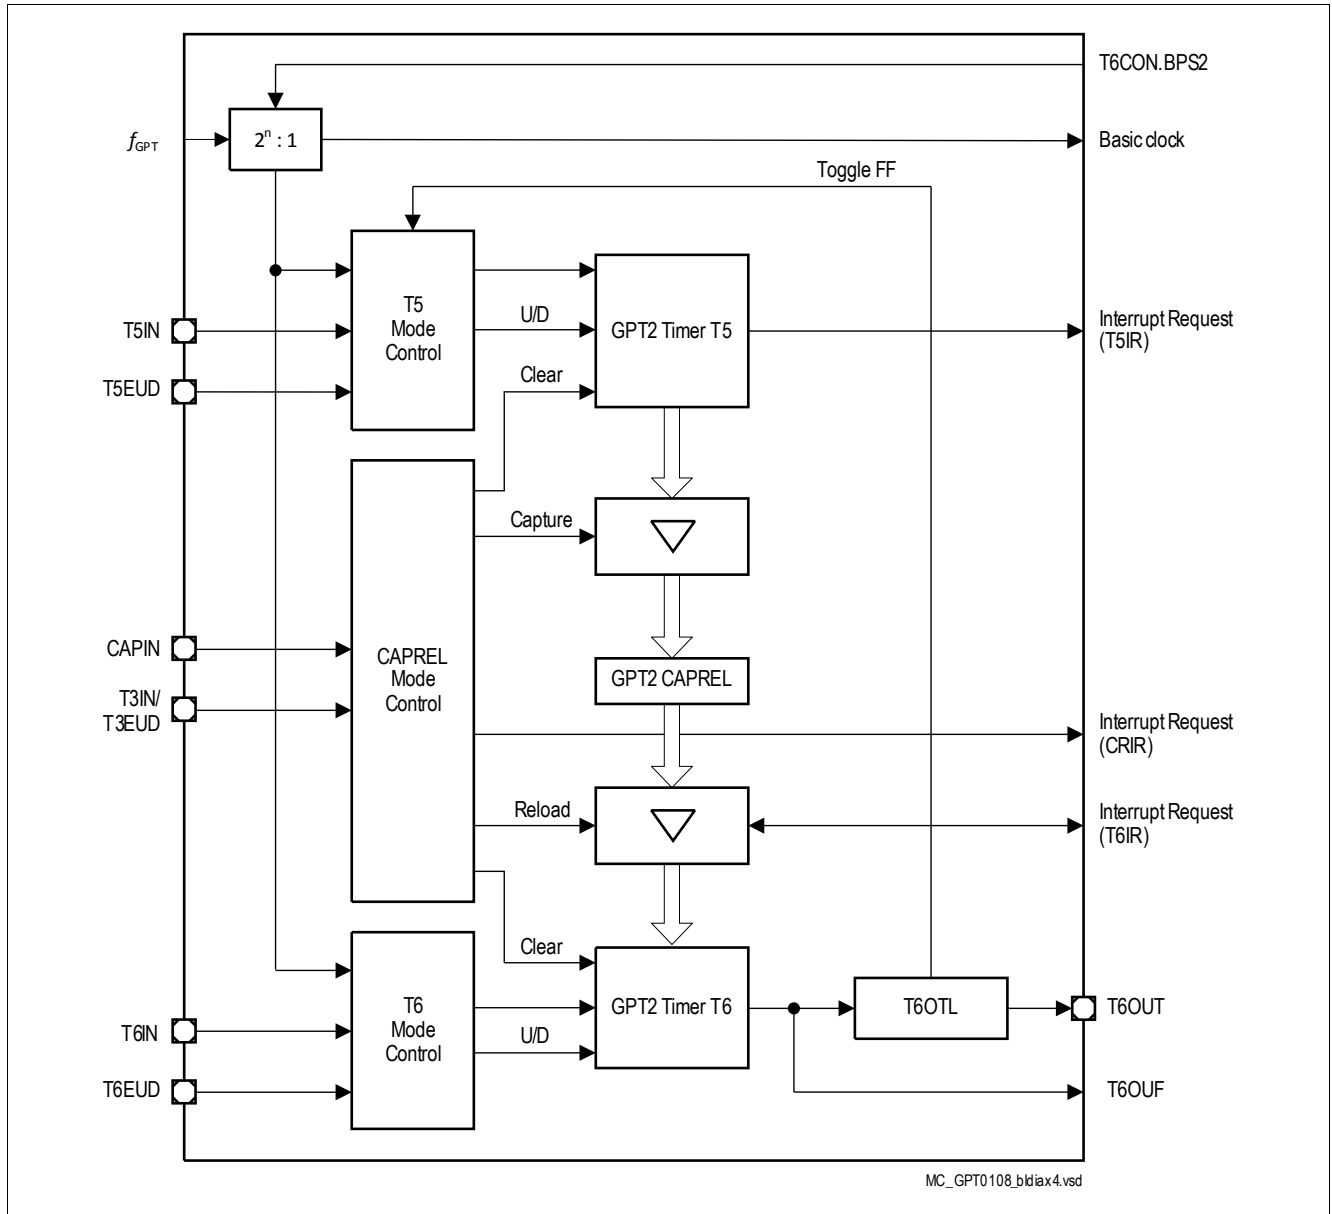 T6CON.BPS2
fGPT
2n : 1
Basic clock
Toggle FF
T5
Mode
Control
U/D
GPT2 Timer T5
T5IN
Interrupt Request
(T5IR)
T5EUD
Clear
Capture
CAPIN
CAPREL
Mode
Control
GPT2 CAPREL
T3IN/
T3EUD
Interrupt Request
(CRIR)
Reload
Interrupt Request
(T6IR)
Clear
T6
Mode
Control
GPT2 Timer T6
T6OTL
T6OUT
T6IN
U/D
T6EUD
T6OUF
MC_GPT0108_bldiax4.vsd